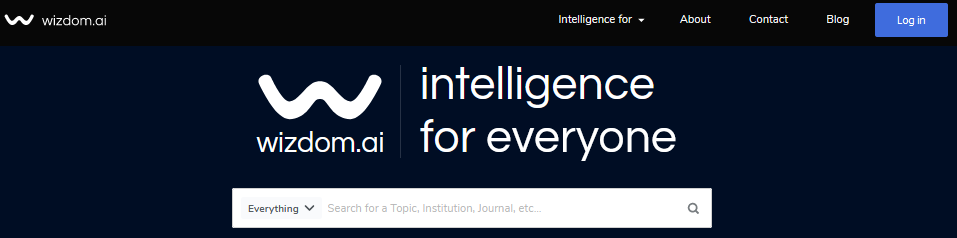 wizdom.ai Intelligence for About Contact Blog Log in
intelligence
for everyone
wizdom.ai
Everything Search for a Topic, Institution, Journal, etc...